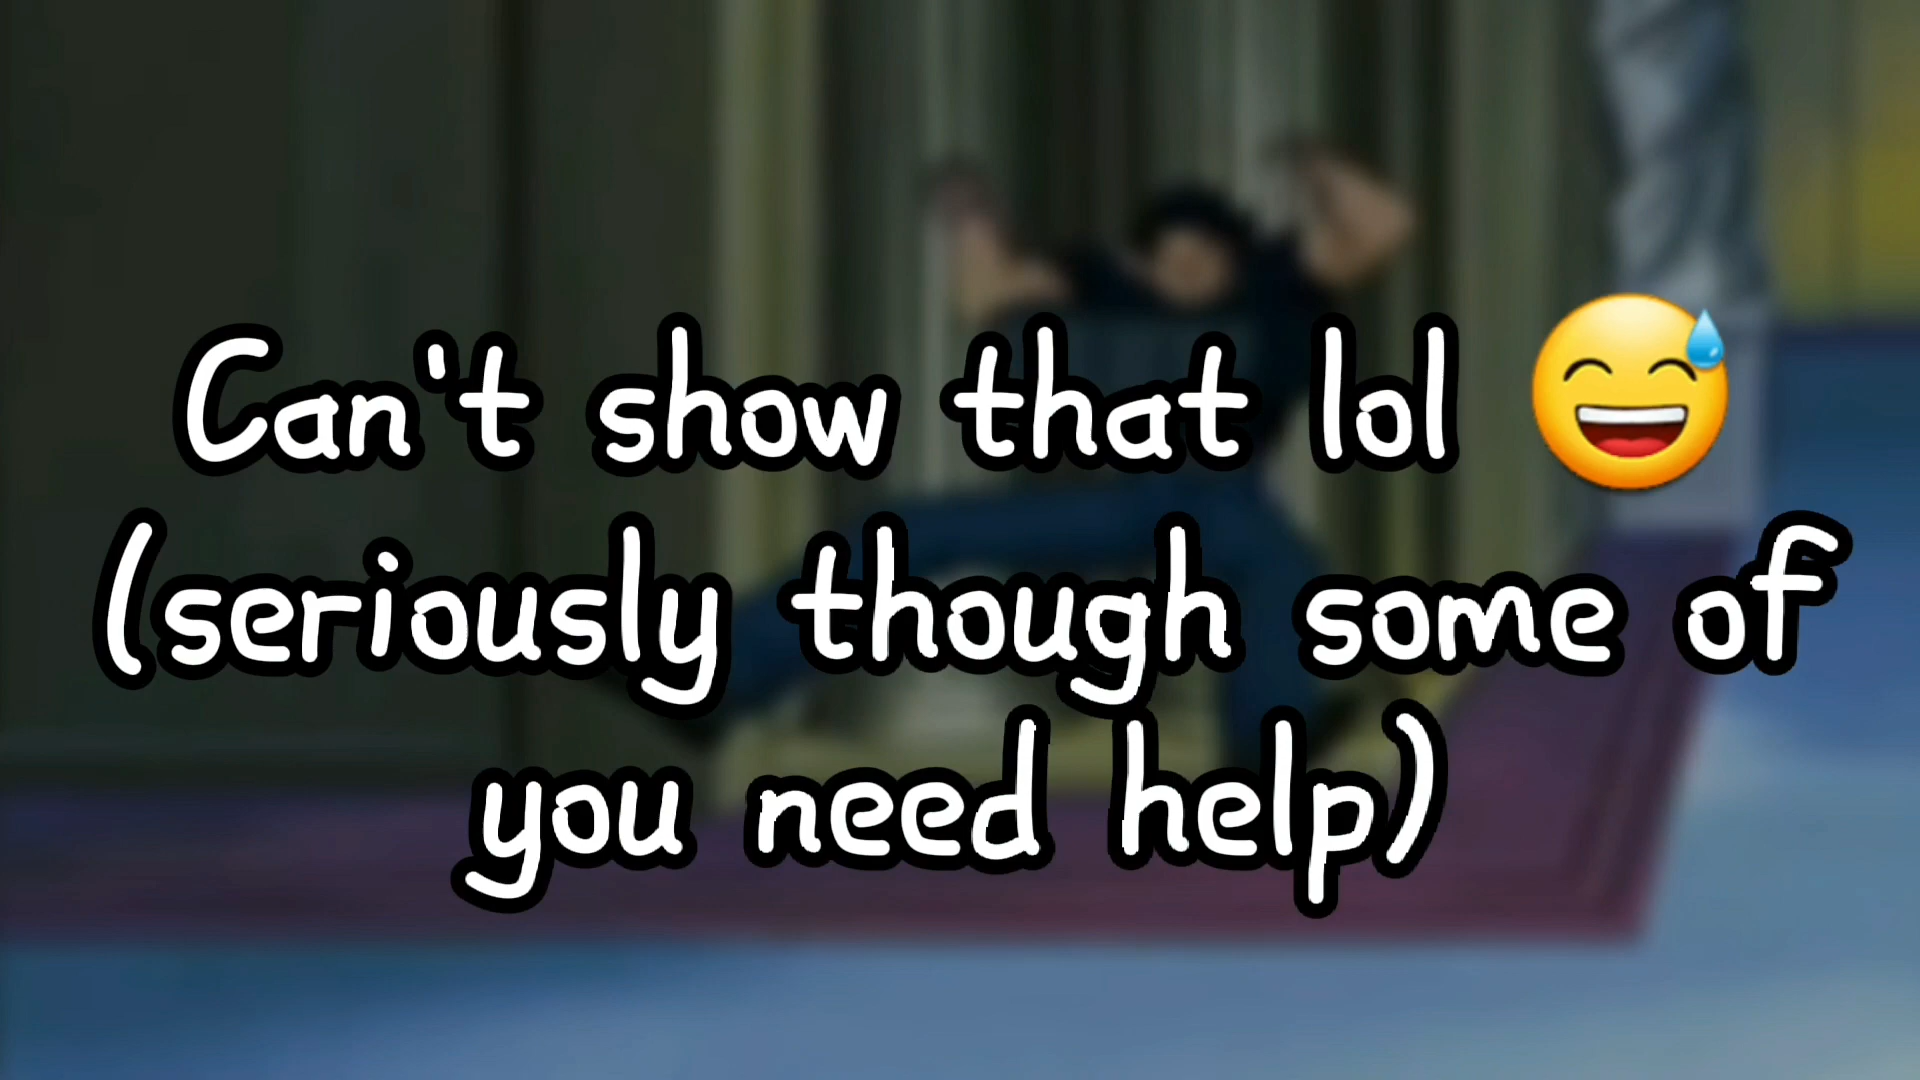 Can't show that lol 😅
(seriously though some of
you need help)